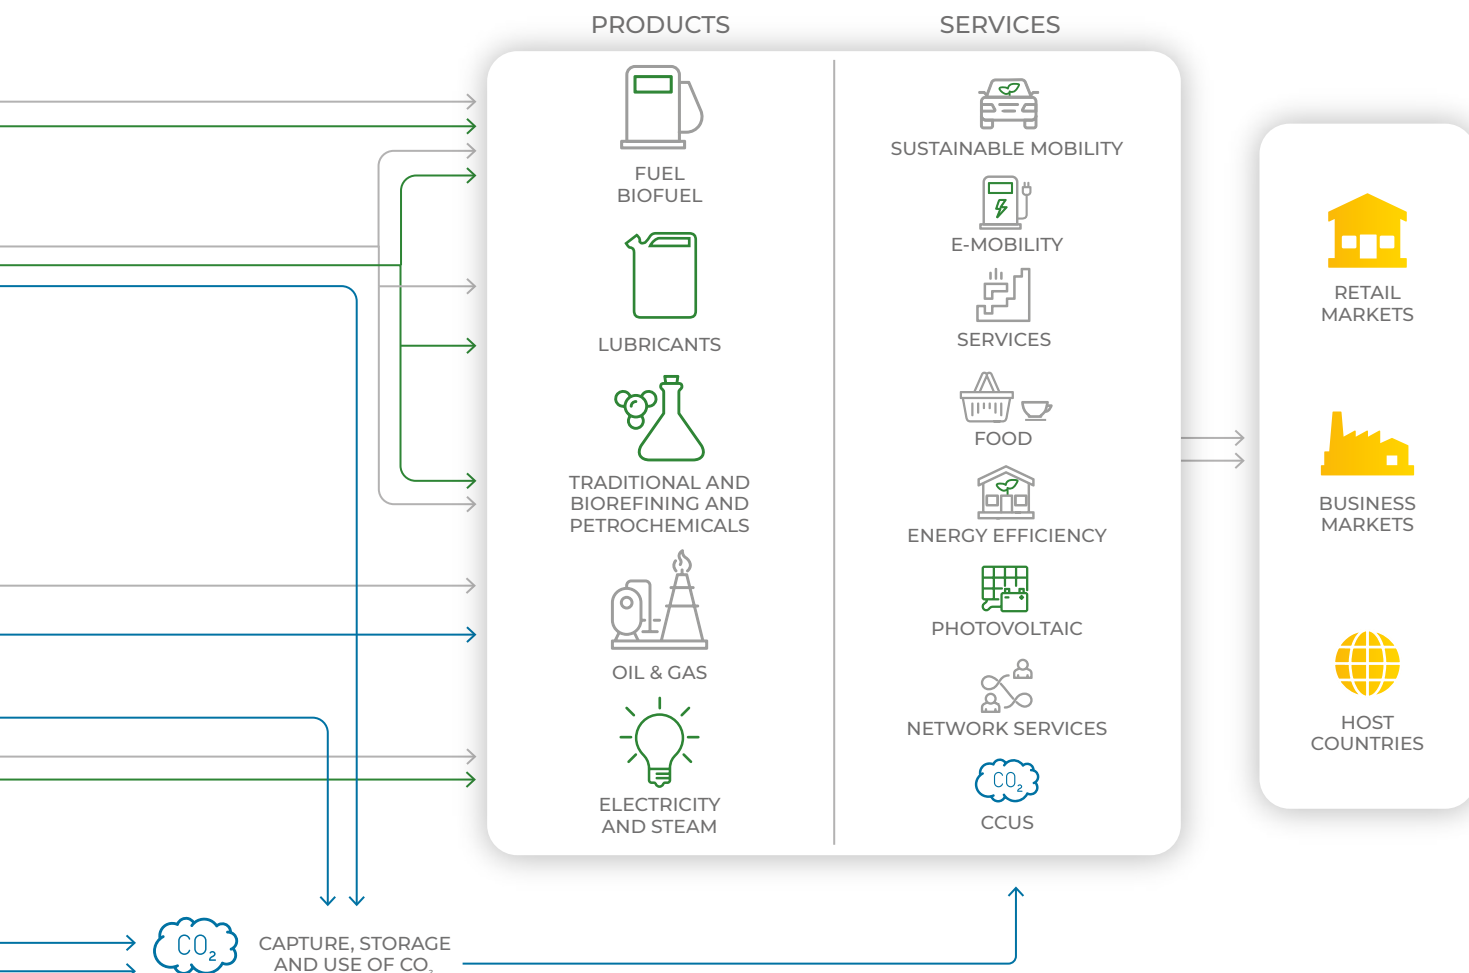 PRODUCTS
FUEL
BIOFUEL
LUBRICANTS
TRADITIONAL AND
BIOREFINING AND
PETROCHEMICALS
OIL & GAS
ELECTRICITY
AND STEAM
SERVICES
SUSTAINABLE MOBILITY
E-MOBILITY
SERVICES
FOOD
ENERGY EFFICIENCY
PHOTOVOLTAIC
NETWORK SERVICES
CO₂
CCUS
RETAIL
MARKETS
BUSINESS
MARKETS
HOST
COUNTRIES
CO₂
CAPTURE, STORAGE
AND USE OF CO₂